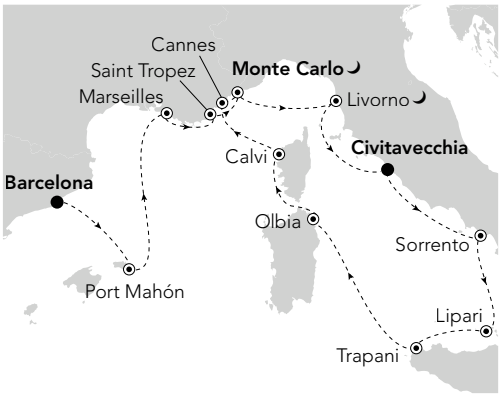 Cannes
Saint Tropez
Monte Carlo
Marseilles
Livorno
Calvi
Civitavecchia
Barcelona
Olbia
Sorrento
Port Mahón
Lipari
Trapani